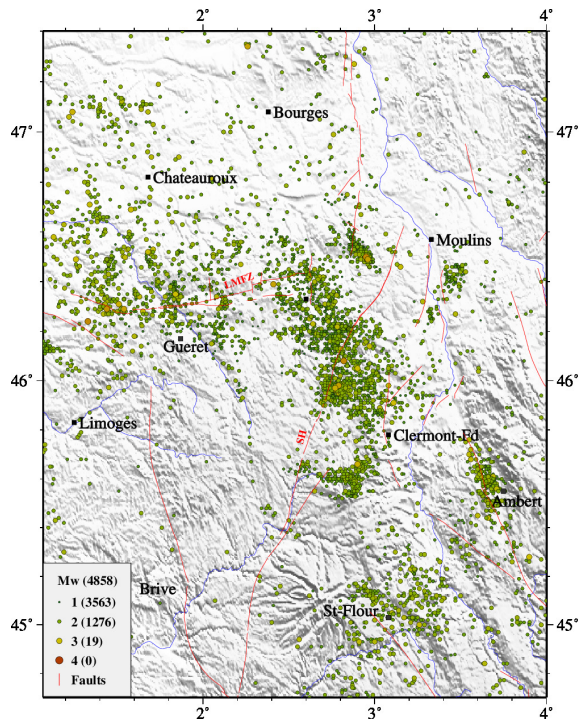 2˚ 3˚ 4˚
Bourges
47˚ 47˚
Chateauroux
Moulins
LMFZ
Gueret
46˚ 46˚
Limoges
Clermont-Fd
SH
Ambert
Mw (4858)
1 (3563)
2 (1276)
3 (19)
4 (0)
Faults
Brive
St-Flour
45˚ 45˚
2˚ 3˚ 4˚